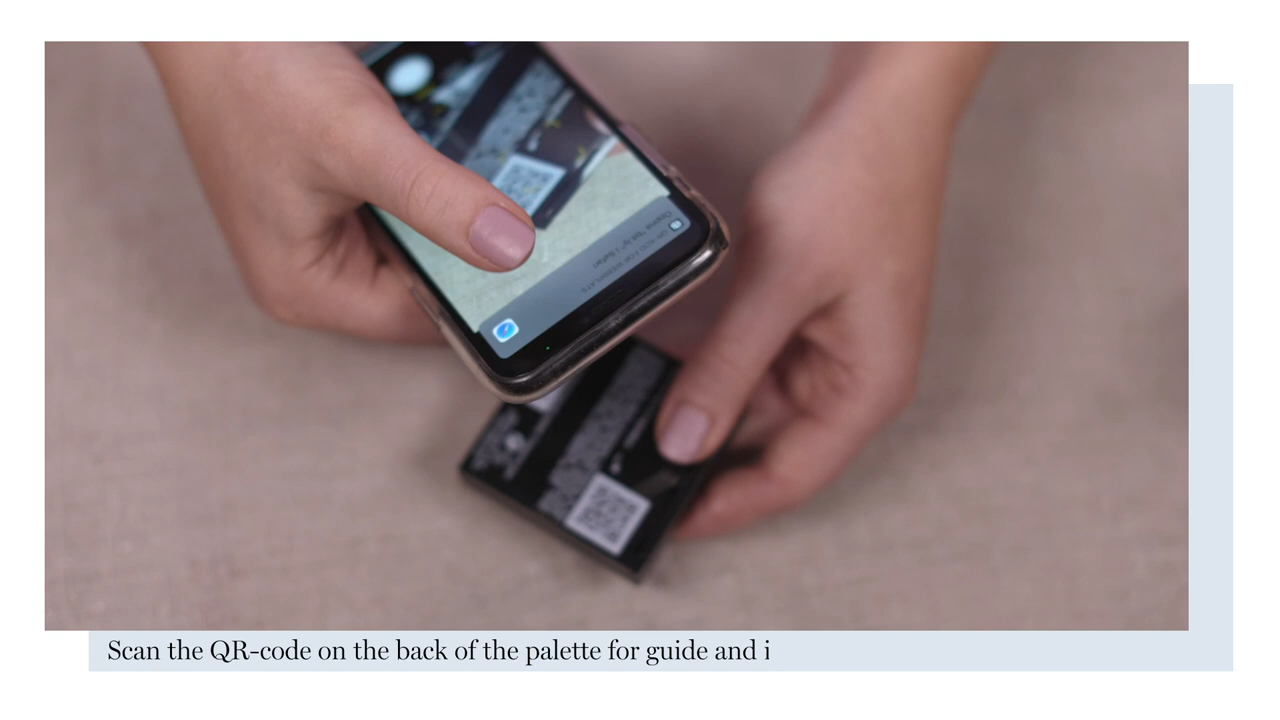 Scan the QR-code on the back of the palette for guide and i